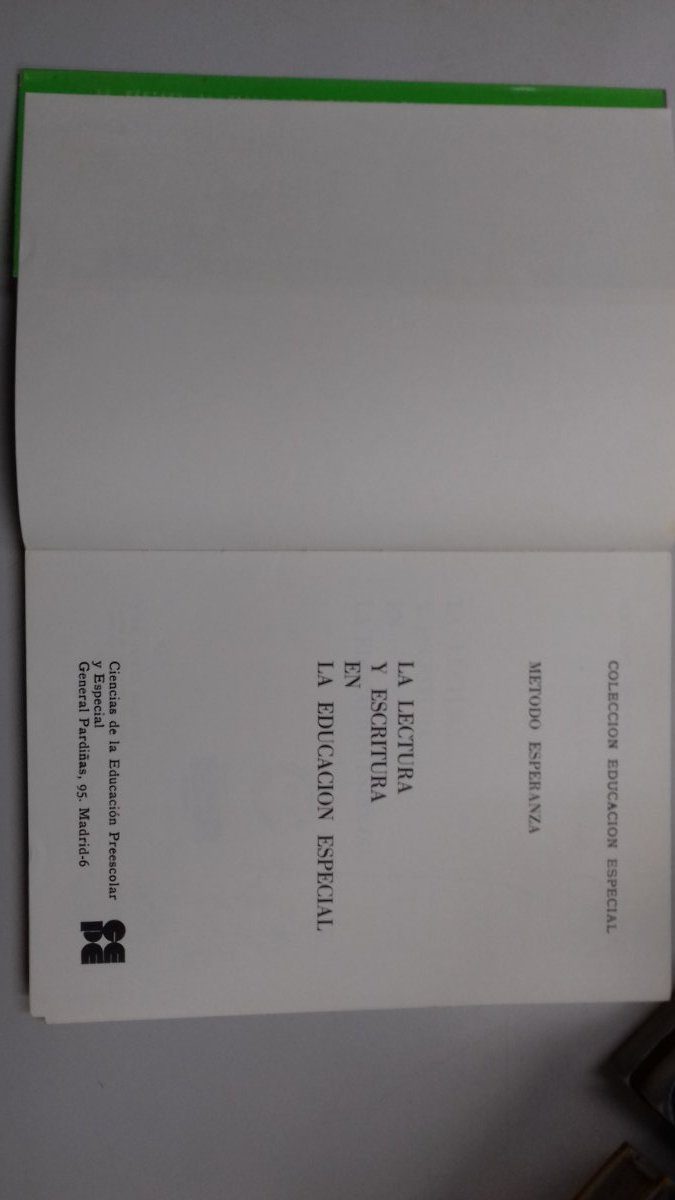 COLECCION EDUCACION ESPECIAL
METODO ESPERANZA
LA LECTURA
Y ESCRITURA
EN
LA EDUCACION ESPECIAL
Ciencias de la Educación Preescolar
y Especial
General Pardiñas, 95. Madrid-6
CE
PE